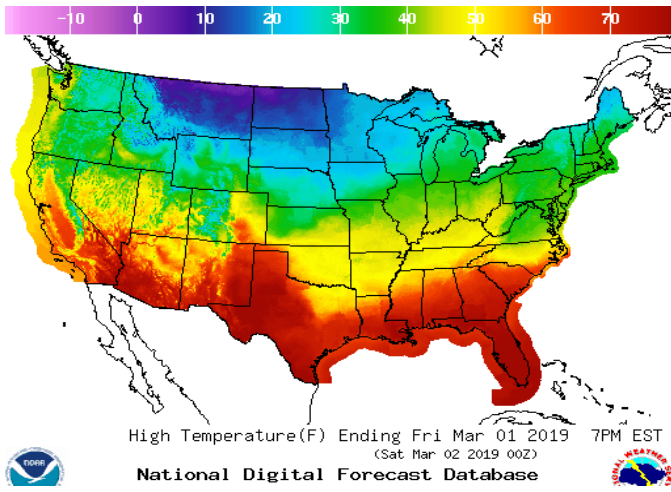 -10 0 10 20 30 40 50 60 70
High Temperature(F) Ending Fri Mar 01 2019 7PM EST
(Sat Mar 02 2019 00Z)
National Digital Forecast Database
NOAA